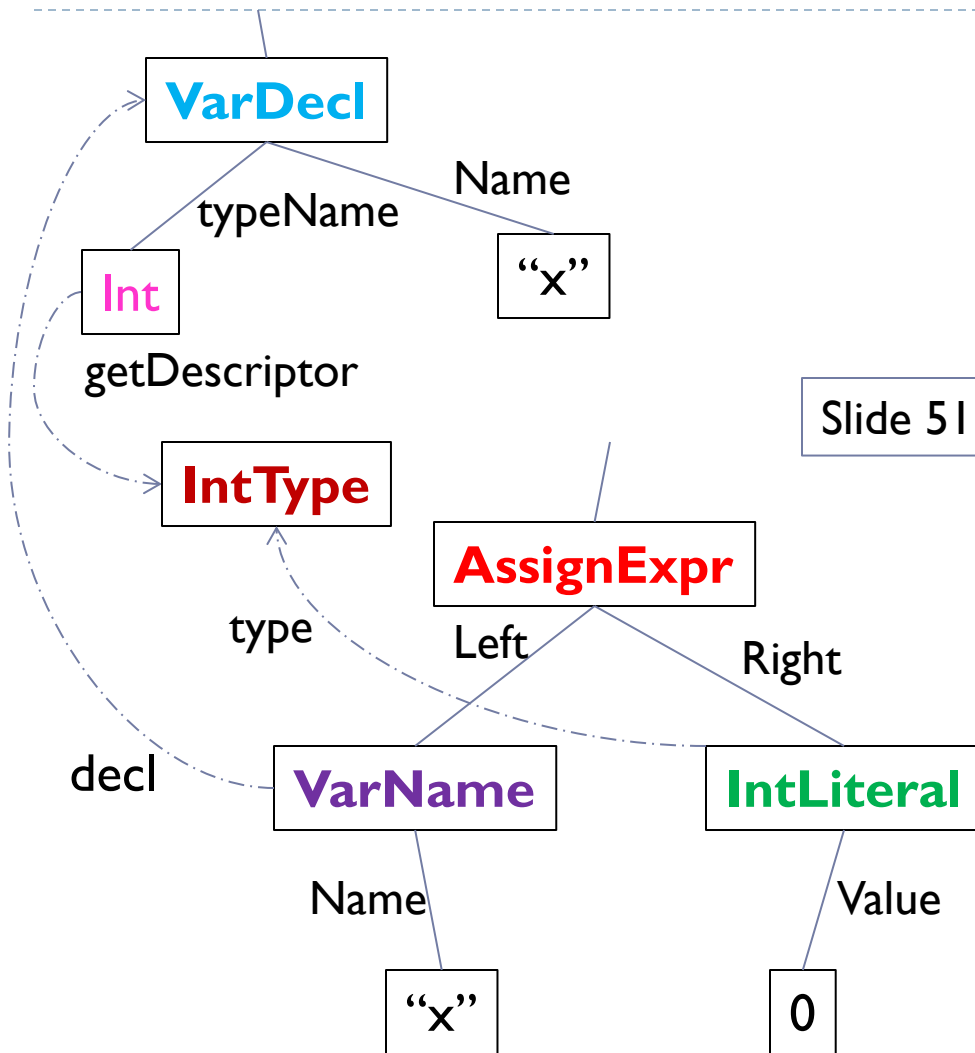 VarDecl
Name
typeName
“x”
Int
getDescriptor
Slide 51
IntType
AssignExpr
type
Left
Right
decl
VarName
IntLiteral
Name
Value
“x”
0